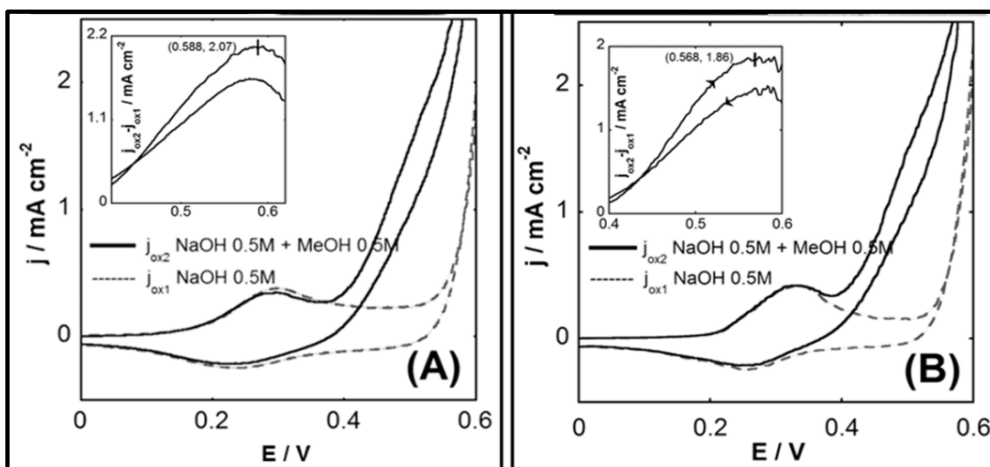 2.2
(0.588, 2.07)
1.1
0
0.5
0.6
j_ox2-j_ox1 / mA cm-2
2
1
0
j / mA cm-2
j_ox2 NaOH 0.5M + MeOH 0.5M
j_ox1 NaOH 0.5M
(A)
0
0.2
0.4
0.6
E / V
2
(0.568, 1.86)
1
0
0.4
0.5
0.6
j_ox2-j_ox1 / mA cm-2
2
1
0
j / mA cm-2
j_ox2 NaOH 0.5M + MeOH 0.5M
j_ox1 NaOH 0.5M
(B)
0
0.2
0.4
0.6
E / V